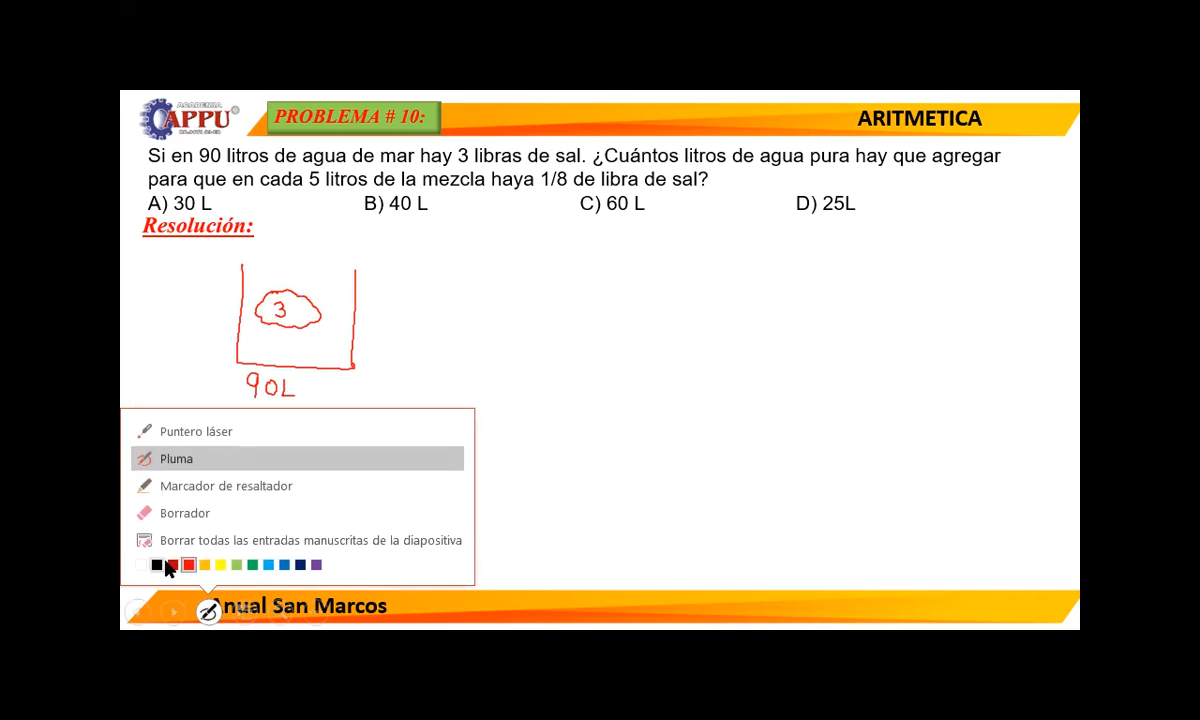 ACADEMIA
APPU
PROBLEMA # 10:
ARITMETICA
Si en 90 litros de agua de mar hay 3 libras de sal. ¿Cuántos litros de agua pura hay que agregar
para que en cada 5 litros de la mezcla haya 1/8 de libra de sal?
A) 30 L B) 40 L C) 60 L D) 25L
Resolución:
3
90L
Puntero láser
Pluma
Marcador de resaltador
Borrador
Borrar todas las entradas manuscritas de la diapositiva
Anual San Marcos